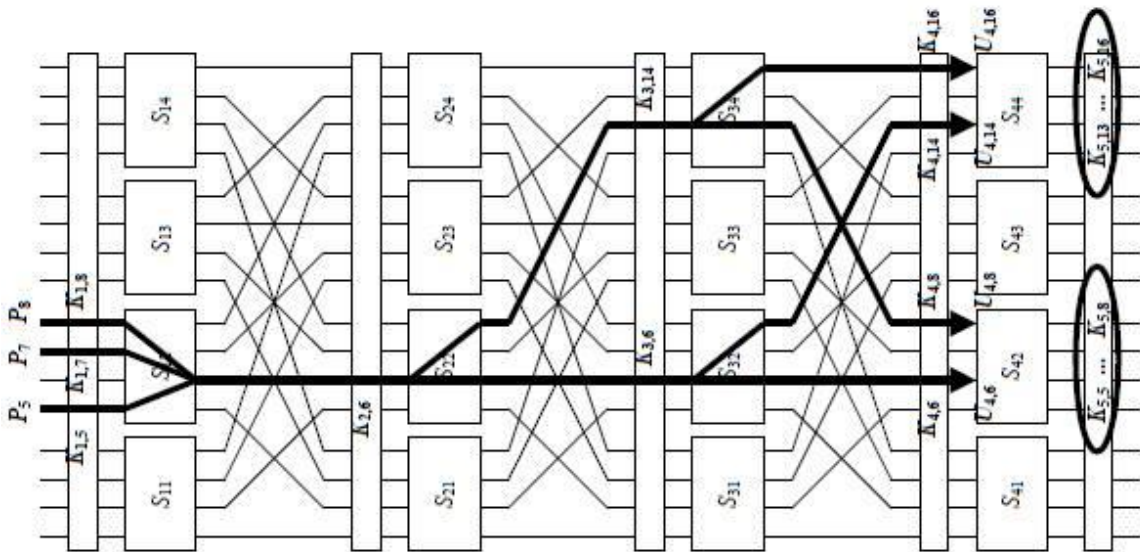 P5 P7 P8
K1,5 K1,7 K1,8
S11 S13 S14
K2,6
S21 S22 S23 S24
K3,6 K3,14
S31 S32 S33 S34
K4,6 K4,8 K4,14 K4,16
U4,6 U4,8 U4,14 U4,16
S41 S42 S43 S44
K5,5 ... K5,8 K5,13 ... K5,16